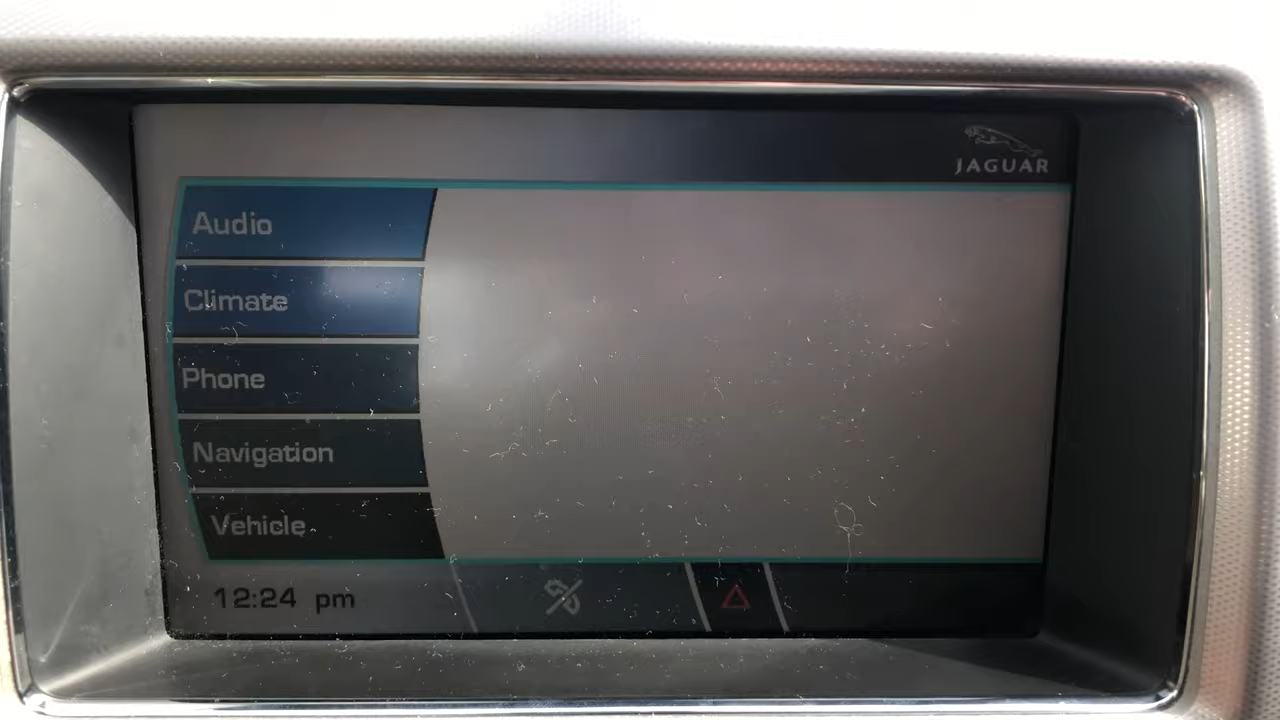 JAGUAR
Audio
Climate
Phone
Navigation
Vehicle
12:24 pm